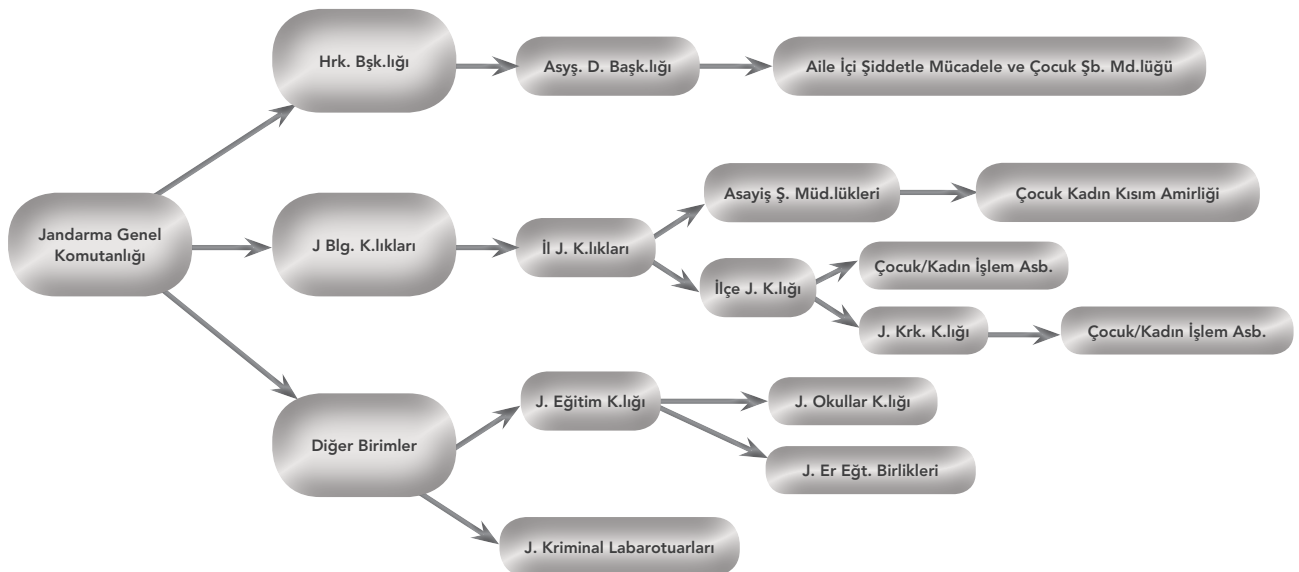 Hrk. Bşk.lığı
Asyş. D. Başk.lığı
Aile İçi Şiddetle Mücadele ve Çocuk Şb. Md.lüğü
Jandarma Genel
Komutanlığı
J Blg. K.lıkları
İl J. K.lıkları
Asayiş Ş. Müd.lükleri
Çocuk Kadın Kısım Amirliği
İlçe J. K.lığı
Çocuk/Kadın İşlem Asb.
J. Krk. K.lığı
Çocuk/Kadın İşlem Asb.
Diğer Birimler
J. Eğitim K.lığı
J. Okullar K.lığı
J. Er Eğt. Birlikleri
J. Kriminal Labarotuarları